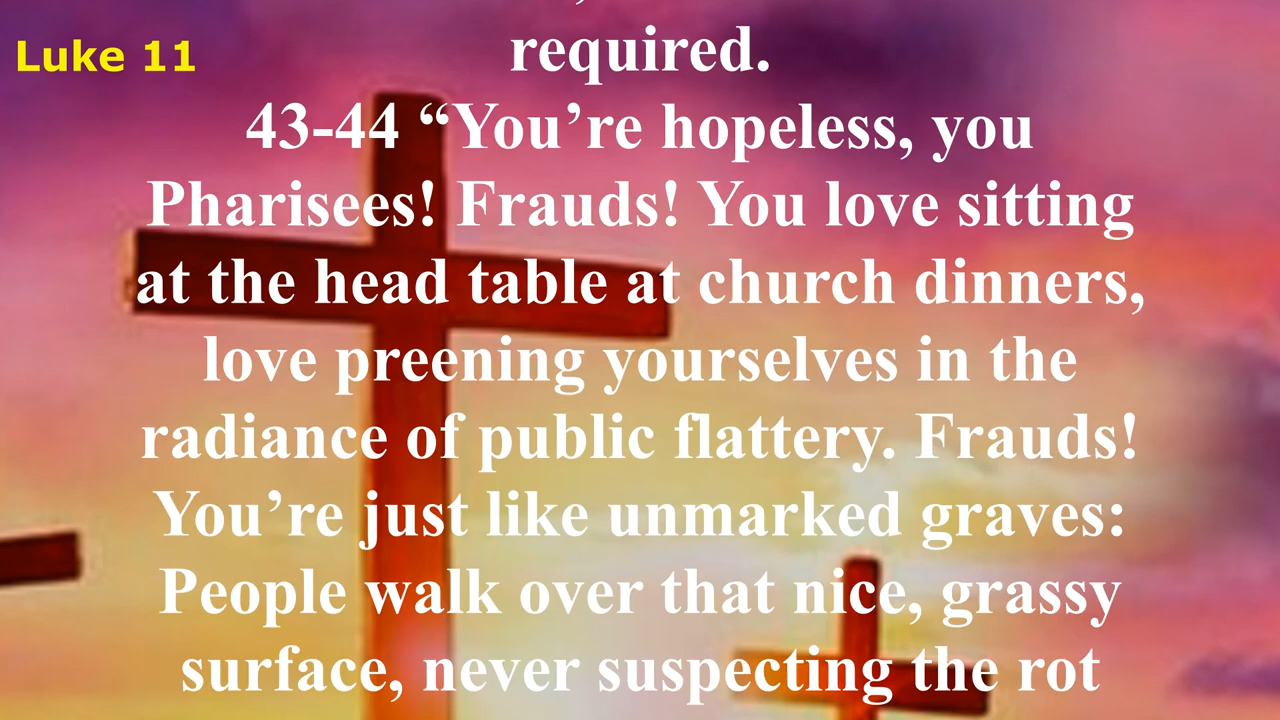 Luke 11
required.
43-44 “You’re hopeless, you
Pharisees! Frauds! You love sitting
at the head table at church dinners,
love preening yourselves in the
radiance of public flattery. Frauds!
You’re just like unmarked graves:
People walk over that nice, grassy
surface, never suspecting the rot